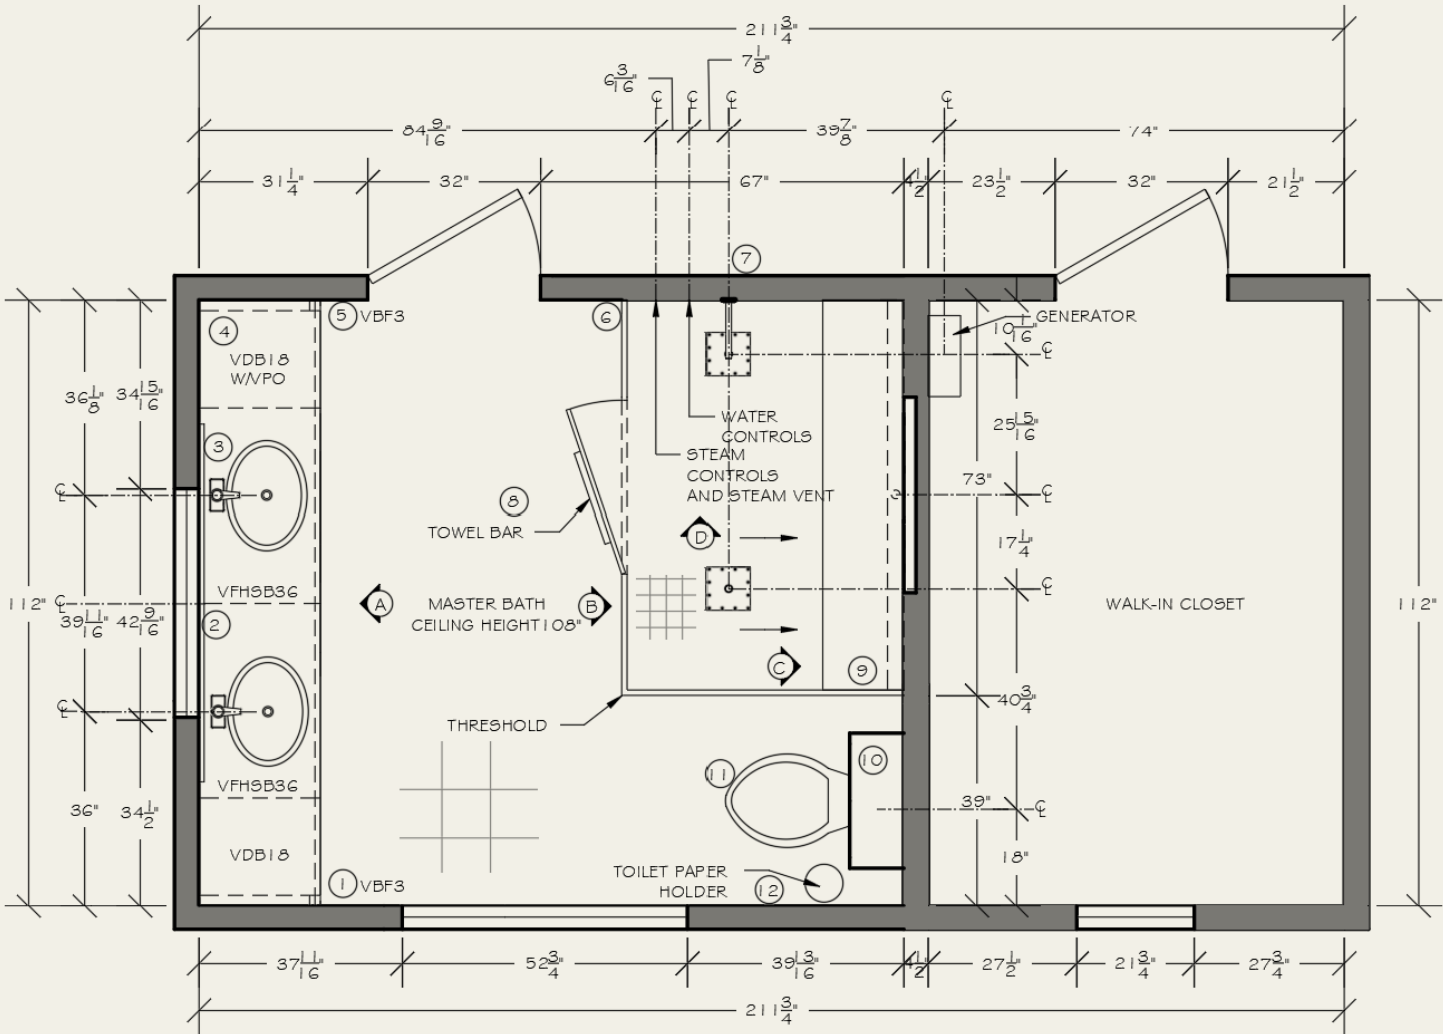 211 3/4"
6 3/16"
7 1/8"
℄ ℄ ℄ ℄
84 9/16" 39 7/8" 74"
31 1/4" 32" 67" 4 1/2" 23 1/2" 32" 21 1/2"
7
4
5 VBF3
6
10 1/16"
GENERATOR
℄
VDB18
W/VPO
36 1/8"
34 15/16"
WATER
CONTROLS
STEAM
CONTROLS
AND STEAM VENT
25 15/16"
3
73"
℄
℄
8
TOWEL BAR
D
17 1/4"
℄
112"
℄
VFHSB36
A
MASTER BATH
CEILING HEIGHT 108"
B
WALK-IN CLOSET
112"
39 11/16"
42 9/16"
2
C
9
40 3/4"
℄
THRESHOLD
11
10
VFHSB36
36"
34 1/2"
39"
℄
VDB18
18"
1 VBF3
TOILET PAPER
HOLDER
12
37 11/16" 52 3/4" 39 13/16" 4 1/2" 27 1/2" 21 3/4" 27 3/4"
211 3/4"